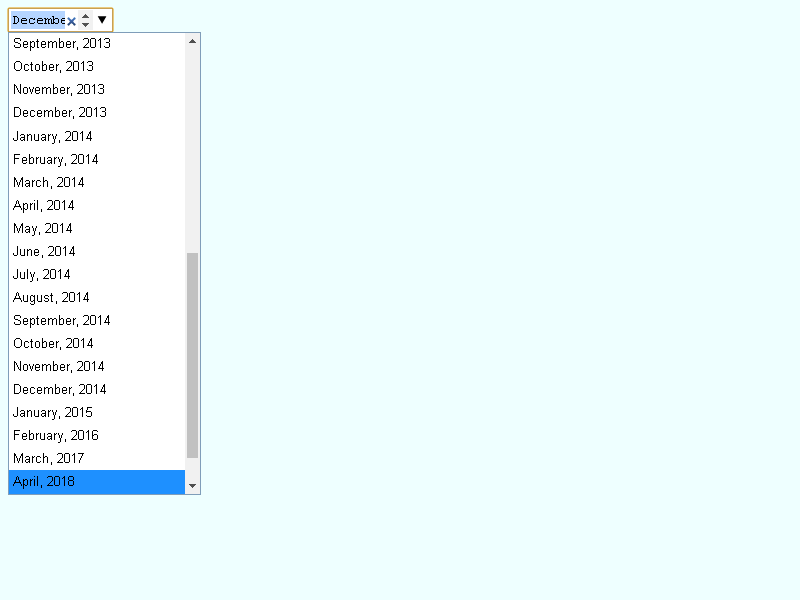 Decembe
September, 2013
October, 2013
November, 2013
December, 2013
January, 2014
February, 2014
March, 2014
April, 2014
May, 2014
June, 2014
July, 2014
August, 2014
September, 2014
October, 2014
November, 2014
December, 2014
January, 2015
February, 2016
March, 2017
April, 2018